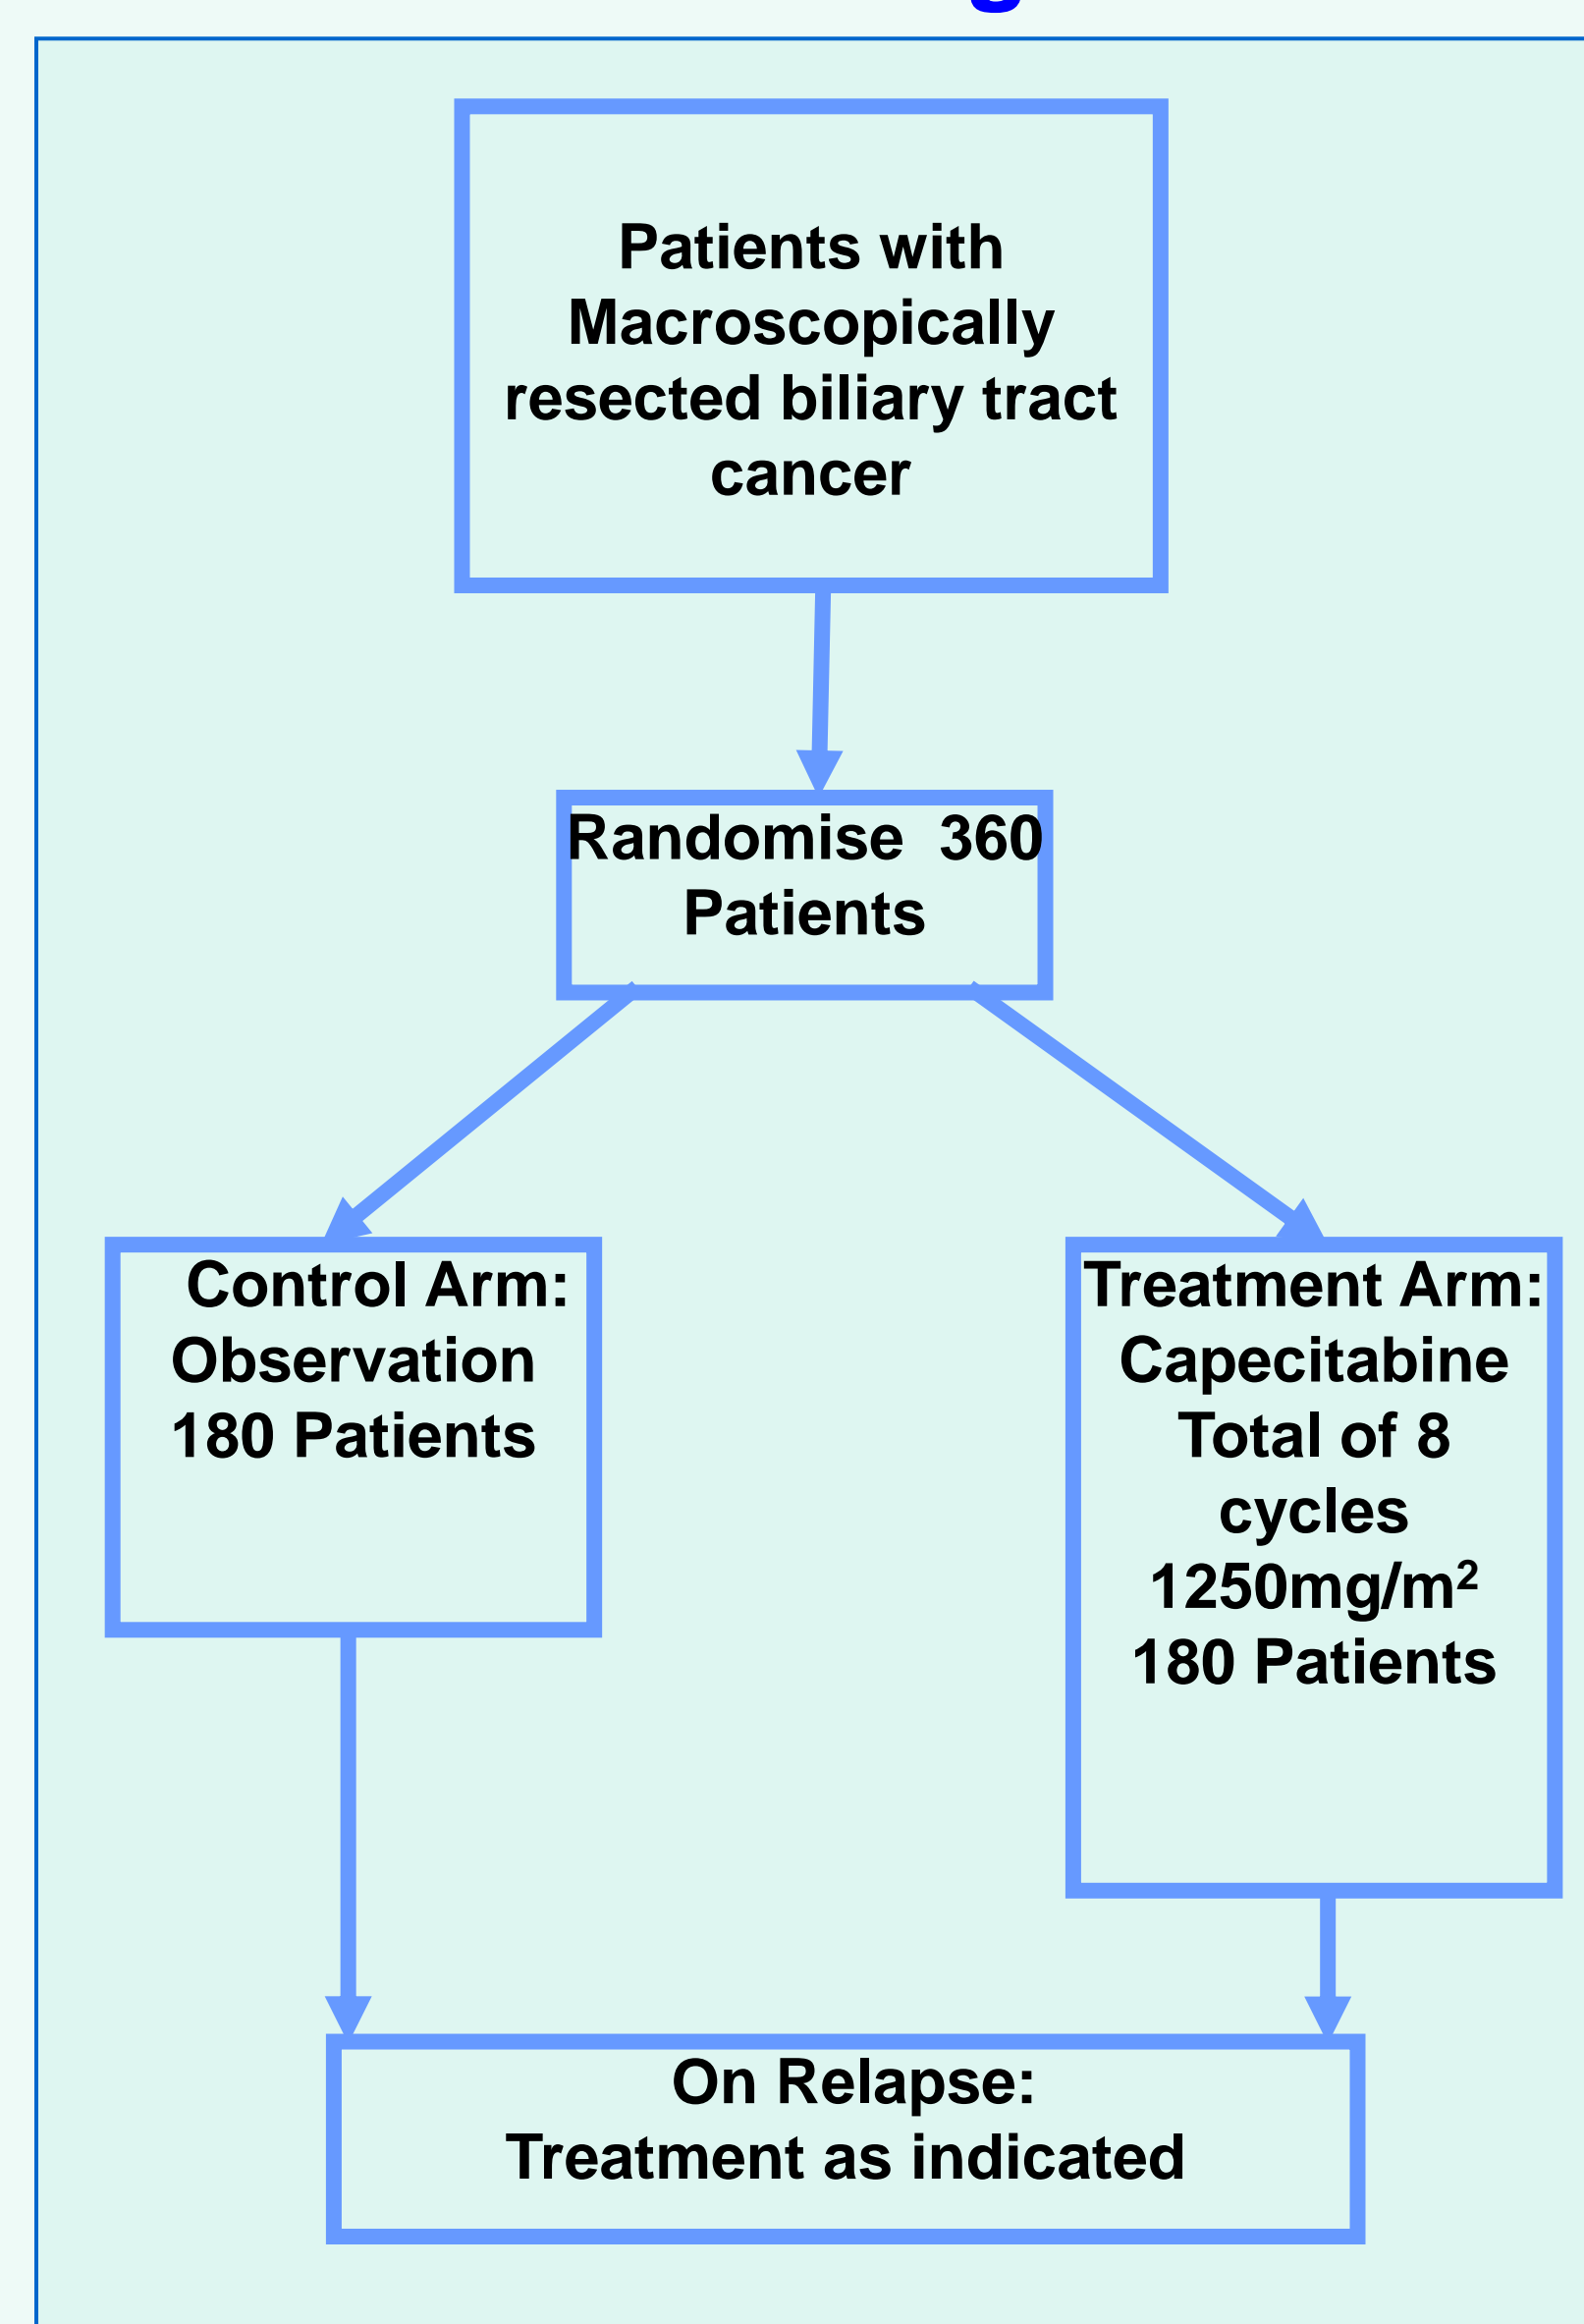 Patients with
Macroscopically
resected biliary tract
cancer
Randomise  360
Patients
Control Arm:
Observation
180 Patients
Treatment Arm:
Capecitabine
Total of 8
cycles
1250mg/m²
180 Patients
On Relapse:
Treatment as indicated